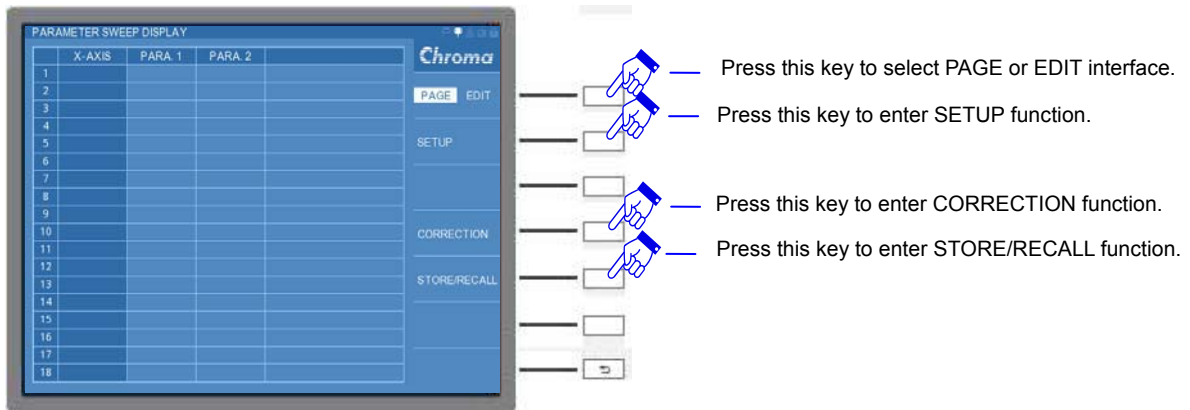 PARAMETER SWEEP DISPLAY
X-AXIS PARA. 1 PARA. 2
1
2
3
4
5
6
7
8
9
10
11
12
13
14
15
16
17
18
Chroma
PAGE EDIT
SETUP
CORRECTION
STORE/RECALL
Press this key to select PAGE or EDIT interface.
Press this key to enter SETUP function.
Press this key to enter CORRECTION function.
Press this key to enter STORE/RECALL function.